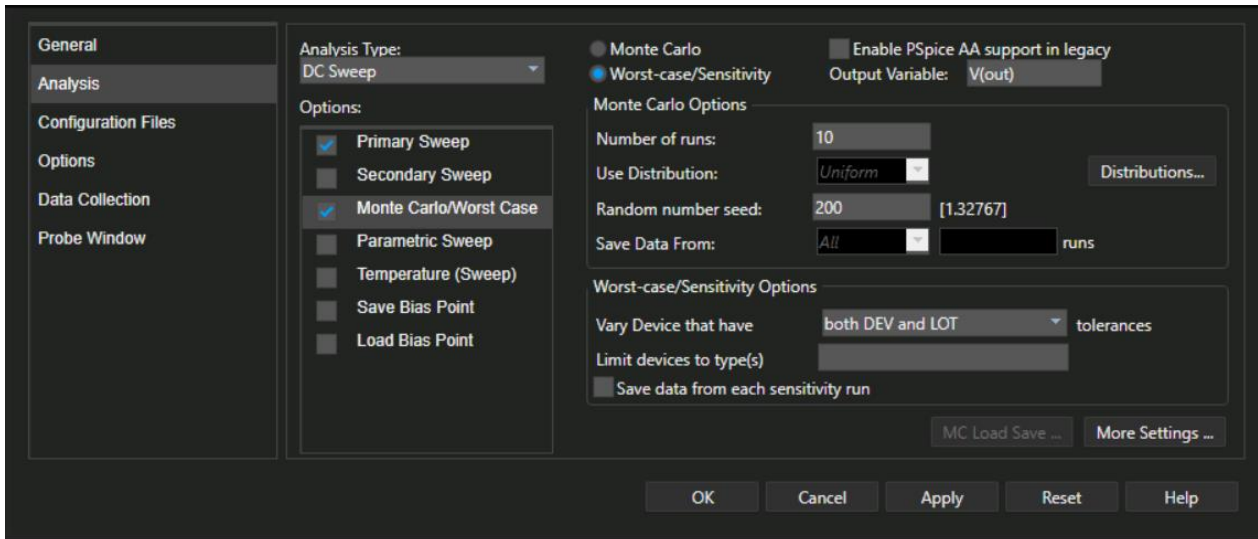 General
Analysis
Configuration Files
Options
Data Collection
Probe Window
Analysis Type:
DC Sweep
Options:
Primary Sweep
Secondary Sweep
Monte Carlo/Worst Case
Parametric Sweep
Temperature (Sweep)
Save Bias Point
Load Bias Point
Monte Carlo
Enable PSpice AA support in legacy
Worst-case/Sensitivity
Output Variable: V(out)
Monte Carlo Options
Number of runs: 10
Use Distribution: Uniform Distributions...
Random number seed: 200 [1.32767]
Save Data From: All runs
Worst-case/Sensitivity Options
Vary Device that have both DEV and LOT tolerances
Limit devices to type(s)
Save data from each sensitivity run
MC Load Save ... More Settings ...
OK Cancel Apply Reset Help